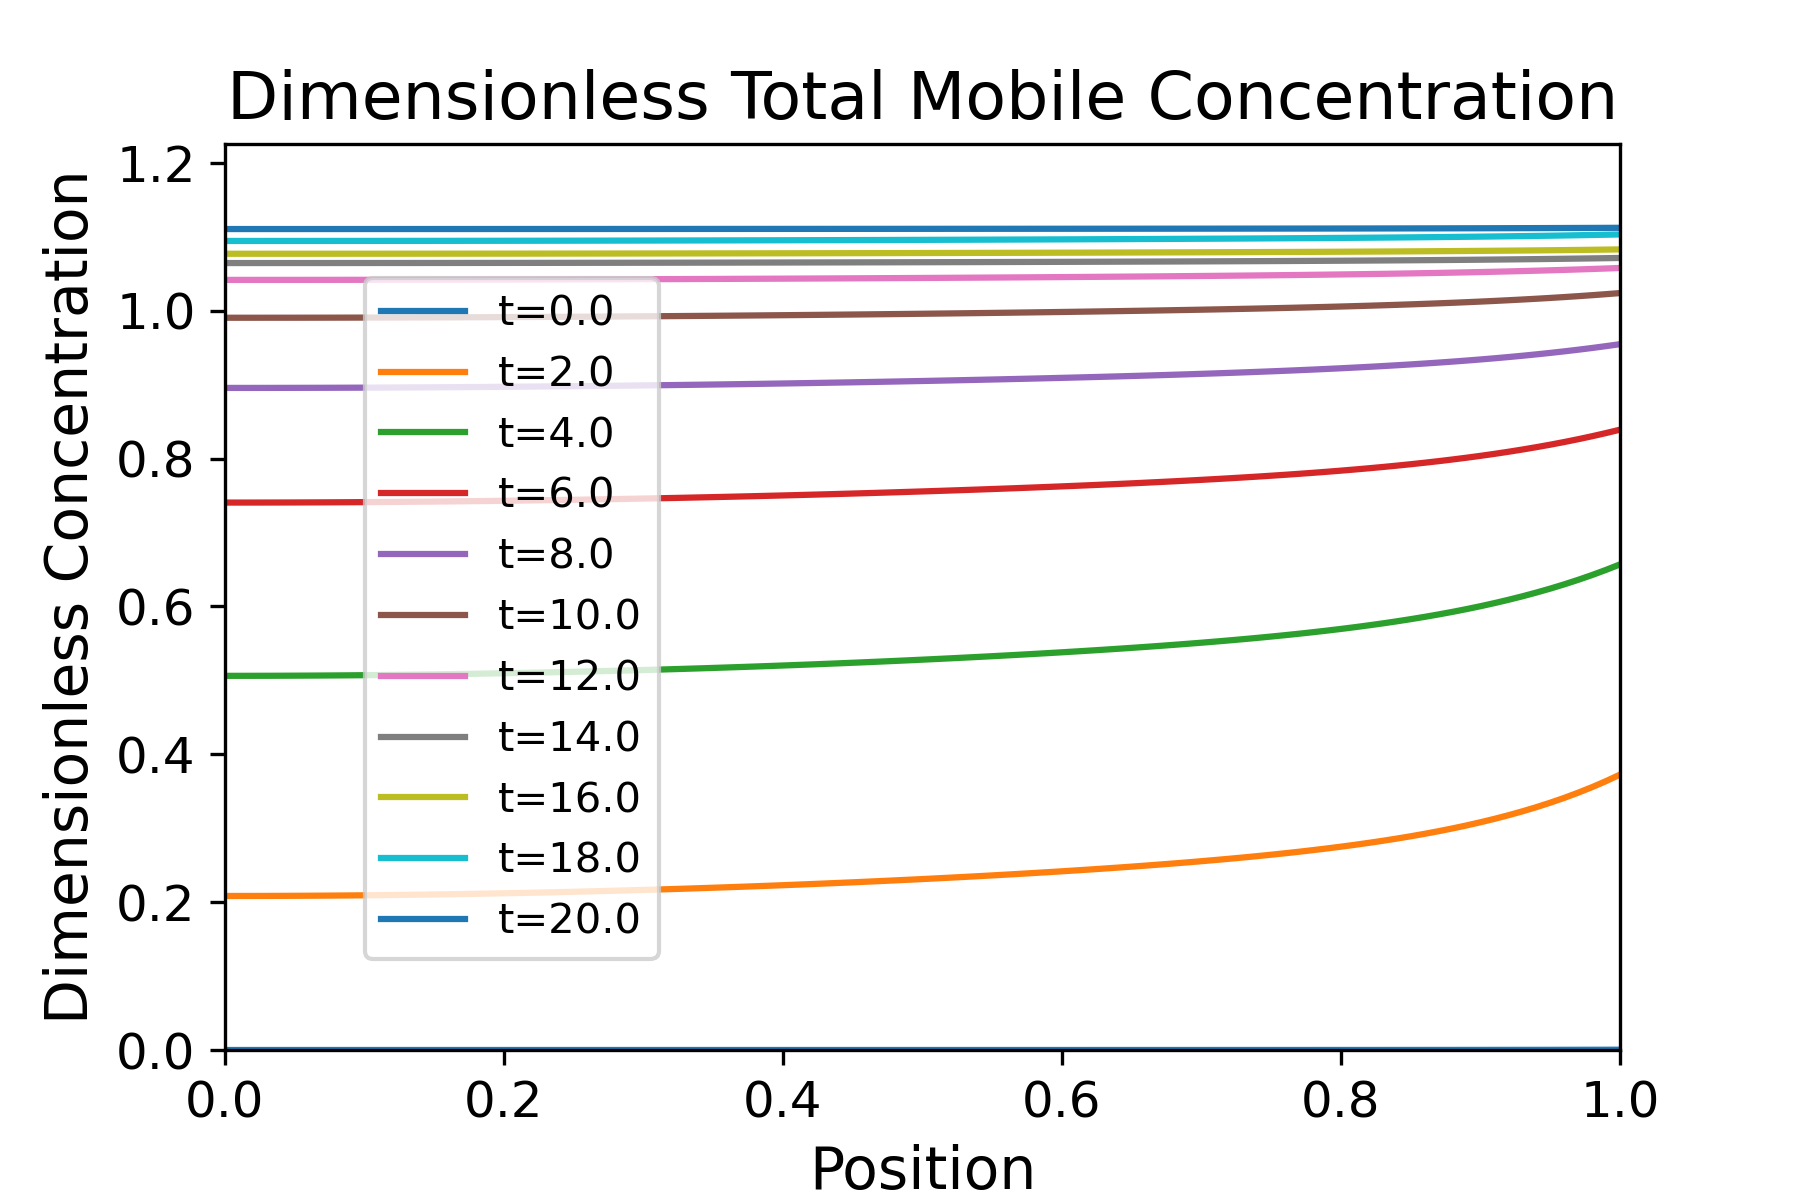 Dimensionless Total Mobile Concentration
Dimensionless Concentration
1.2
1.0
0.8
0.6
0.4
0.2
0.0
t=0.0
t=2.0
t=4.0
t=6.0
t=8.0
t=10.0
t=12.0
t=14.0
t=16.0
t=18.0
t=20.0
0.0 0.2 0.4 0.6 0.8 1.0
Position